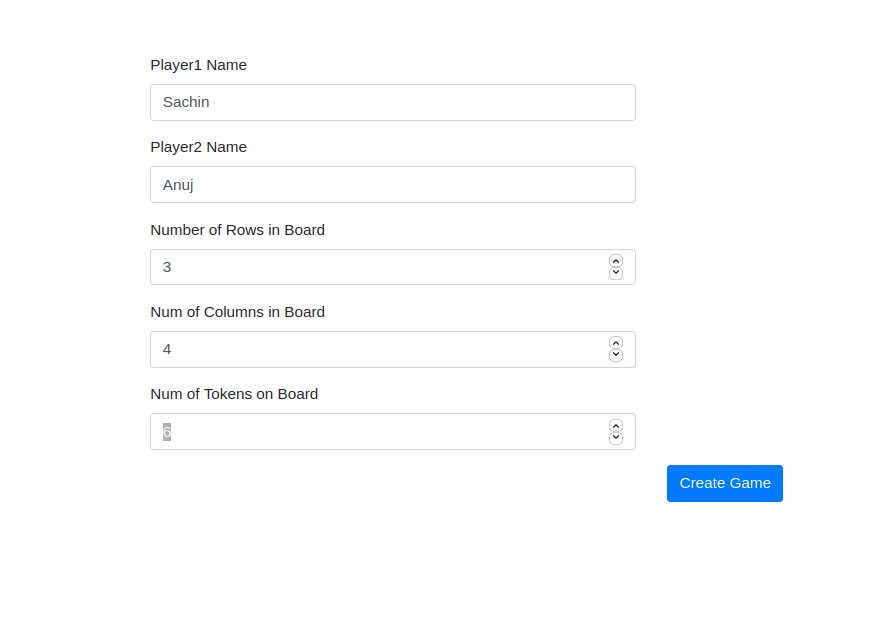 Player1 Name
Sachin
Player2 Name
Anuj
Number of Rows in Board
3
Num of Columns in Board
4
Num of Tokens on Board
6
Create Game